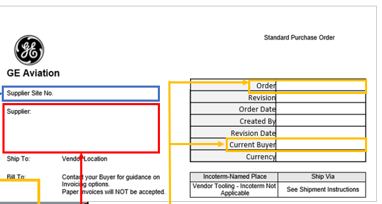 Standard Purchase Order
GE
GE Aviation
Supplier Site No.
Supplier:
Order
Revision
Order Date
Created By
Revision Date
Current Buyer
Currency
Ship To: Vendor Location
Bill To: Contact your Buyer for guidance on
Invoicing options.
Paper invoices will NOT be accepted.
Incoterm-Named Place Ship Via
Vendor Tooling - Incoterm Not
Applicable
See Shipment Instructions